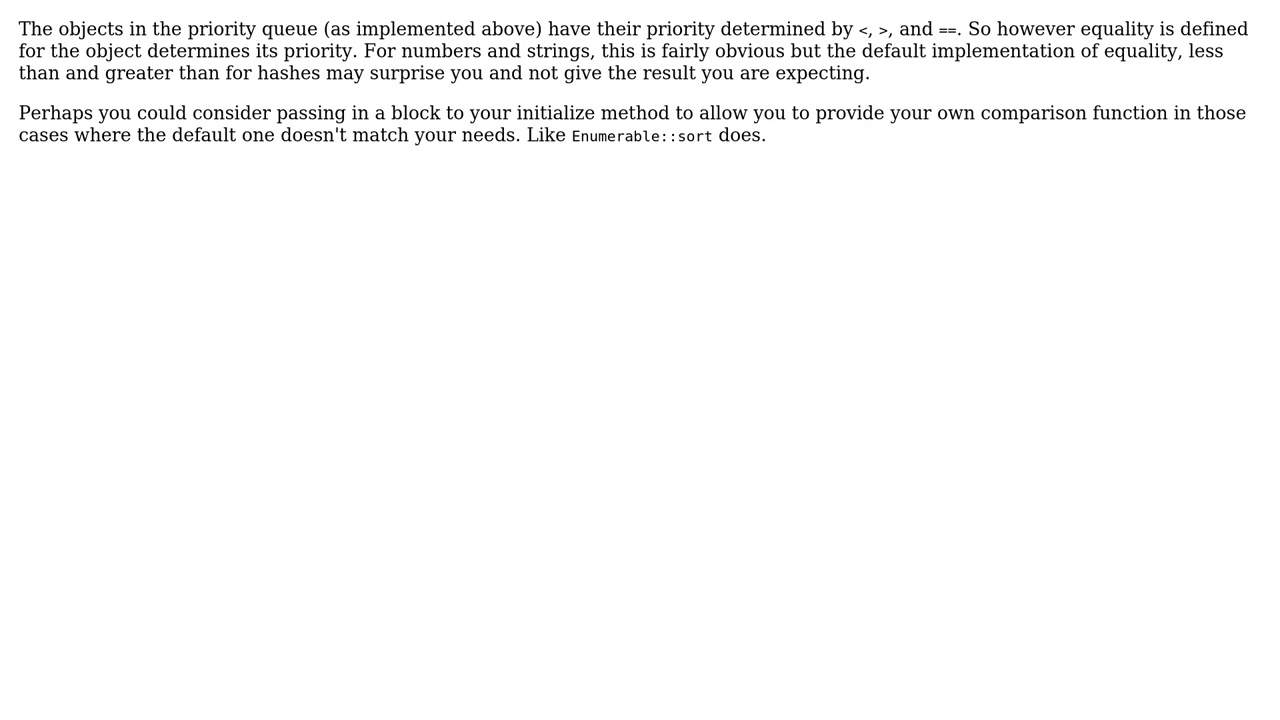 The objects in the priority queue (as implemented above) have their priority determined by <, >, and ==. So however equality is defined
for the object determines its priority. For numbers and strings, this is fairly obvious but the default implementation of equality, less
than and greater than for hashes may surprise you and not give the result you are expecting.
Perhaps you could consider passing in a block to your initialize method to allow you to provide your own comparison function in those
cases where the default one doesn't match your needs. Like Enumerable::sort does.